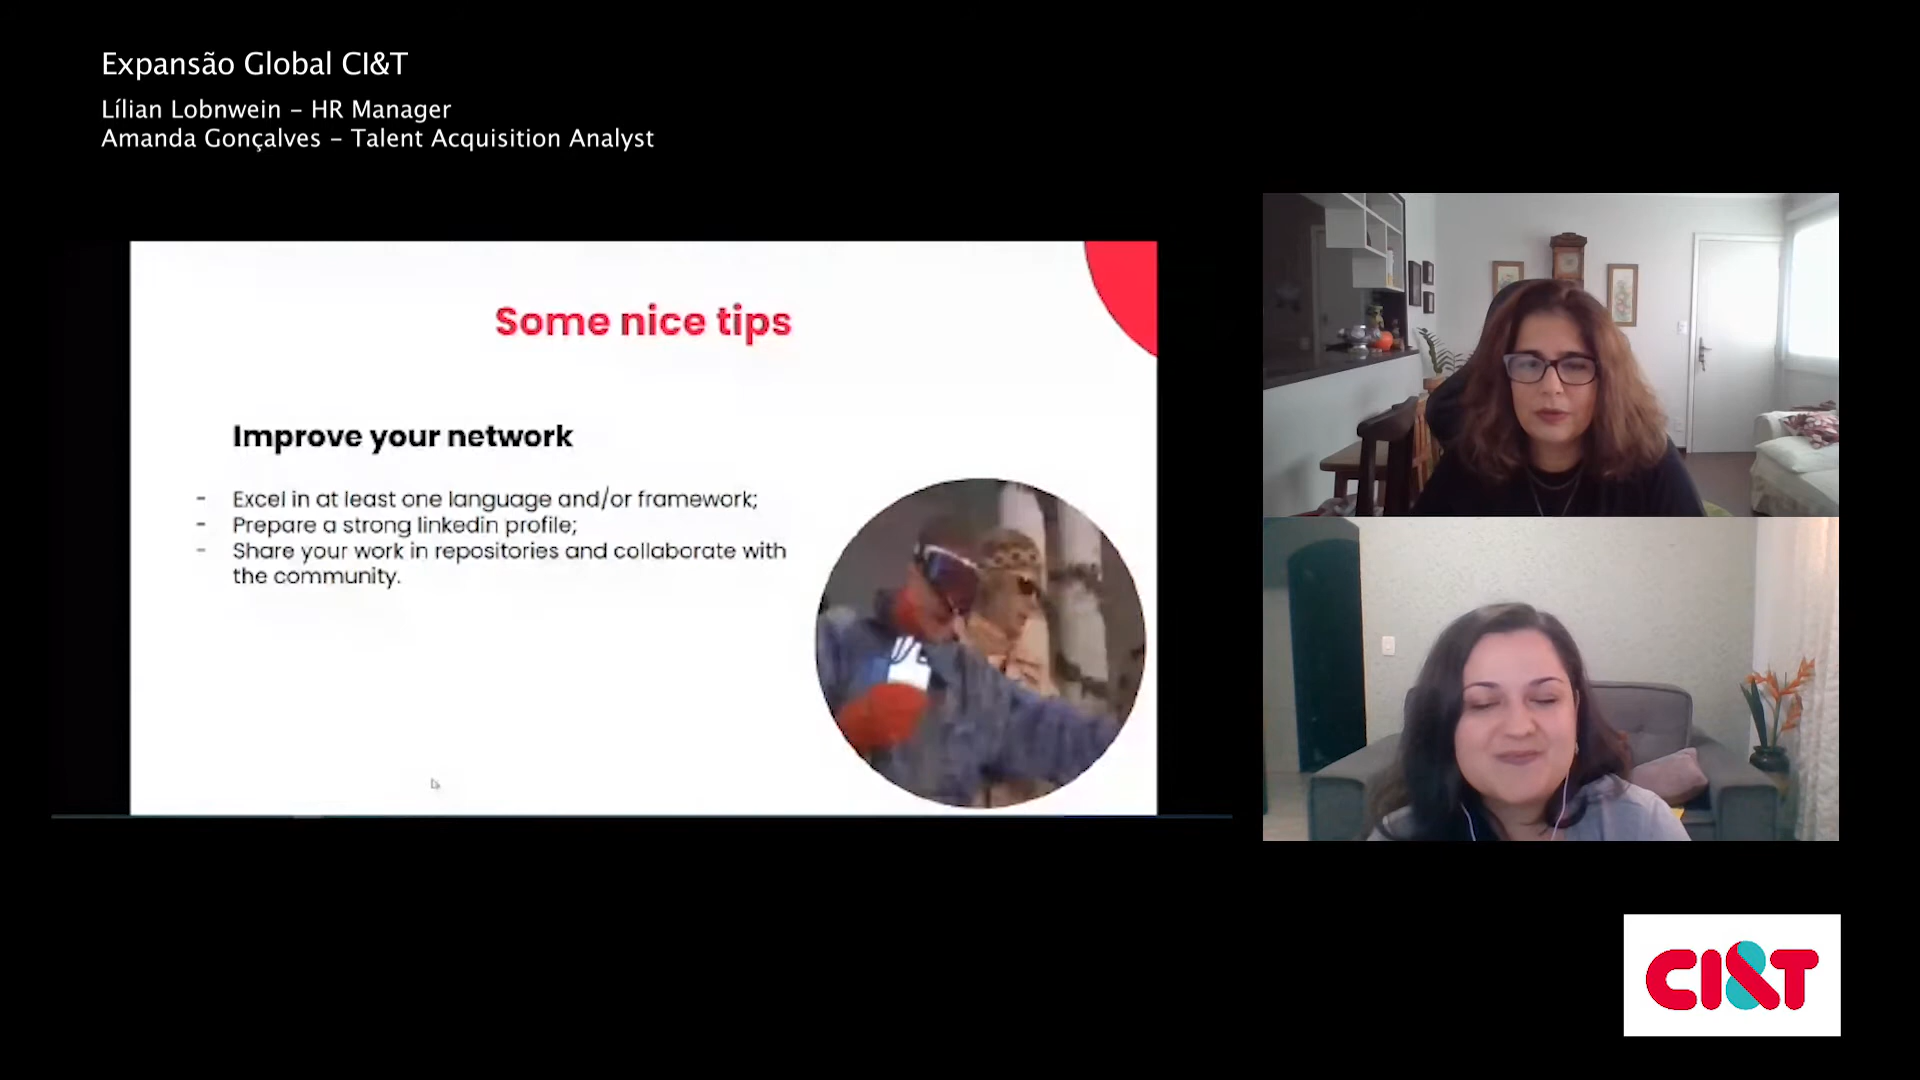 Expansão Global CI&T
Lílian Lobnwein – HR Manager
Amanda Gonçalves – Talent Acquisition Analyst
Some nice tips
Improve your network
- Excel in at least one language and/or framework;
- Prepare a strong linkedin profile;
- Share your work in repositories and collaborate with
the community.
CI&T